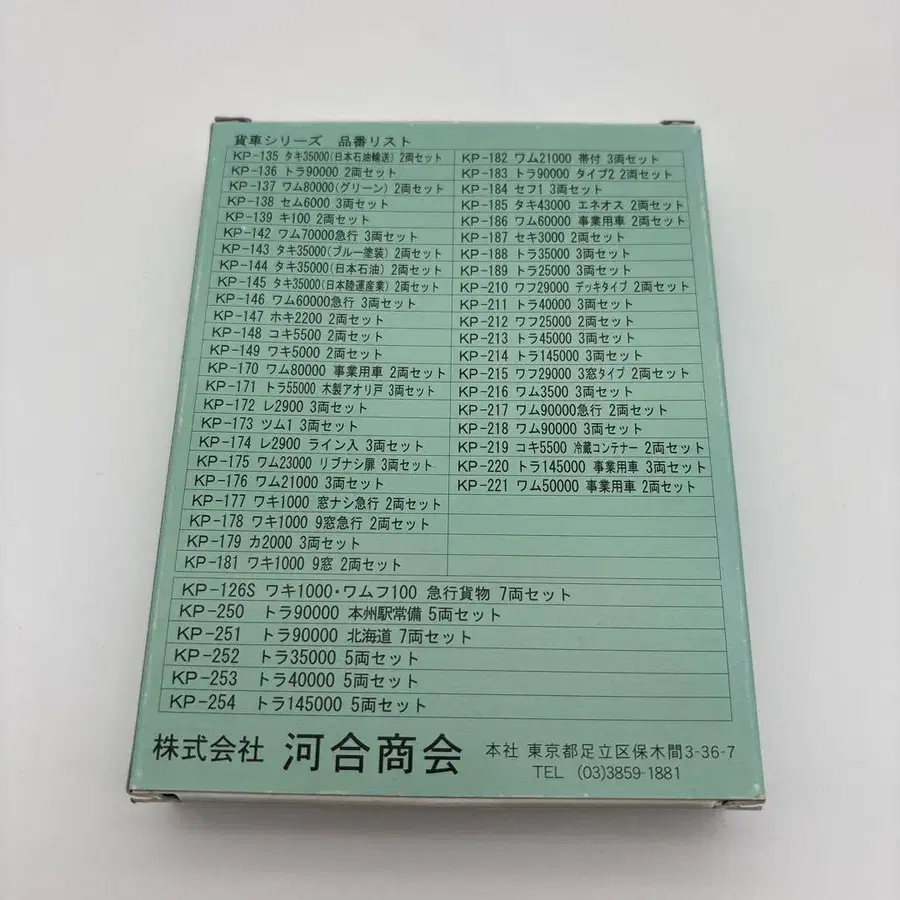 貨車シリーズ 品番リスト
KP-135 タキ35000(日本石油輸送) 2両セット
KP-136 トラ90000 2両セット
KP-137 ワム80000(グリーン) 2両セット
KP-138 セム6000 3両セット
KP-139 キ100 2両セット
KP-142 ワム70000急行 3両セット
KP-143 タキ35000(ブルー塗装) 2両セット
KP-144 タキ35000(日本石油) 2両セット
KP-145 タキ35000(日本陸運産業) 2両セット
KP-146 ワム60000急行 3両セット
KP-147 ホキ2200 2両セット
KP-148 コキ5500 2両セット
KP-149 ワキ5000 2両セット
KP-170 ワム80000 事業用車 2両セット
KP-171 トラ55000 木製アオリ戸 3両セット
KP-172 レ2900 3両セット
KP-173 ツム1 3両セット
KP-174 レ2900 ライン入 3両セット
KP-175 ワム23000 リブナシ扉 3両セット
KP-176 ワム21000 3両セット
KP-177 ワキ1000 窓ナシ急行 2両セット
KP-178 ワキ1000 9窓急行 2両セット
KP-179 カ2000 3両セット
KP-181 ワキ1000 9窓 2両セット
KP-182 ワム21000 帯付 3両セット
KP-183 トラ90000 タイプ2 2両セット
KP-184 セフ1 3両セット
KP-185 タキ43000 エネオス 2両セット
KP-186 ワム60000 事業用車 2両セット
KP-187 セキ3000 2両セット
KP-188 トラ35000 3両セット
KP-189 トラ25000 3両セット
KP-210 ワフ29000 デッキタイプ 2両セット
KP-211 トラ40000 3両セット
KP-212 ワフ25000 2両セット
KP-213 トラ45000 3両セット
KP-214 トラ145000 3両セット
KP-215 ワフ29000 3窓タイプ 2両セット
KP-216 ワム3500 3両セット
KP-217 ワム90000急行 2両セット
KP-218 ワム90000 3両セット
KP-219 コキ5500 冷蔵コンテナー 2両セット
KP-220 トラ145000 事業用車 3両セット
KP-221 ワム50000 事業用車 2両セット
KP-126S ワキ1000・ワムフ100 急行貨物 7両セット
KP-250 トラ90000 本州駅常備 5両セット
KP-251 トラ90000 北海道 7両セット
KP-252 トラ35000 5両セット
KP-253 トラ40000 5両セット
KP-254 トラ145000 5両セット
株式会社 河合商会 本社 東京都足立区保木間3-36-7
TEL (03)3859-1881